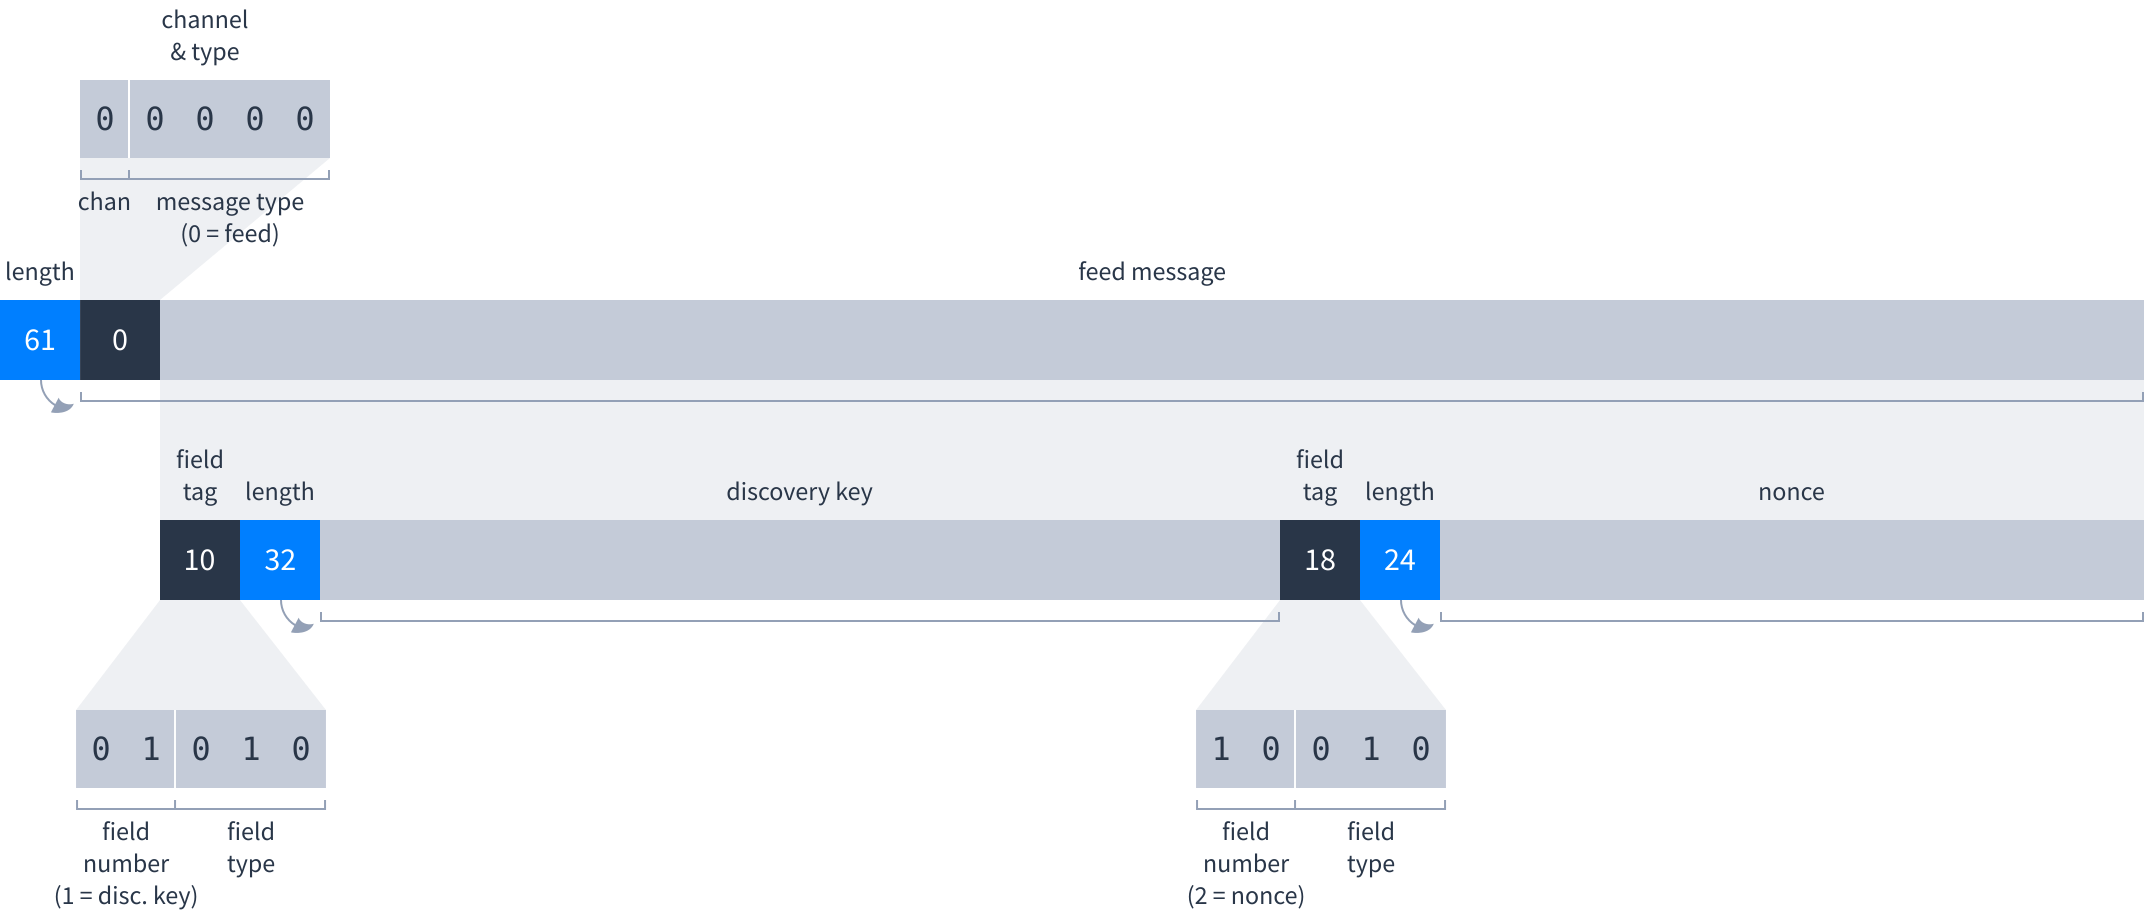 channel
& type
0 0 0 0 0
chan message type
(0 = feed)
length feed message
61 0
field field
tag length discovery key tag length nonce
10 32 18 24
0 1 0 1 0 1 0 0 1 0
field field field field
number type number type
(1 = disc. key) (2 = nonce)